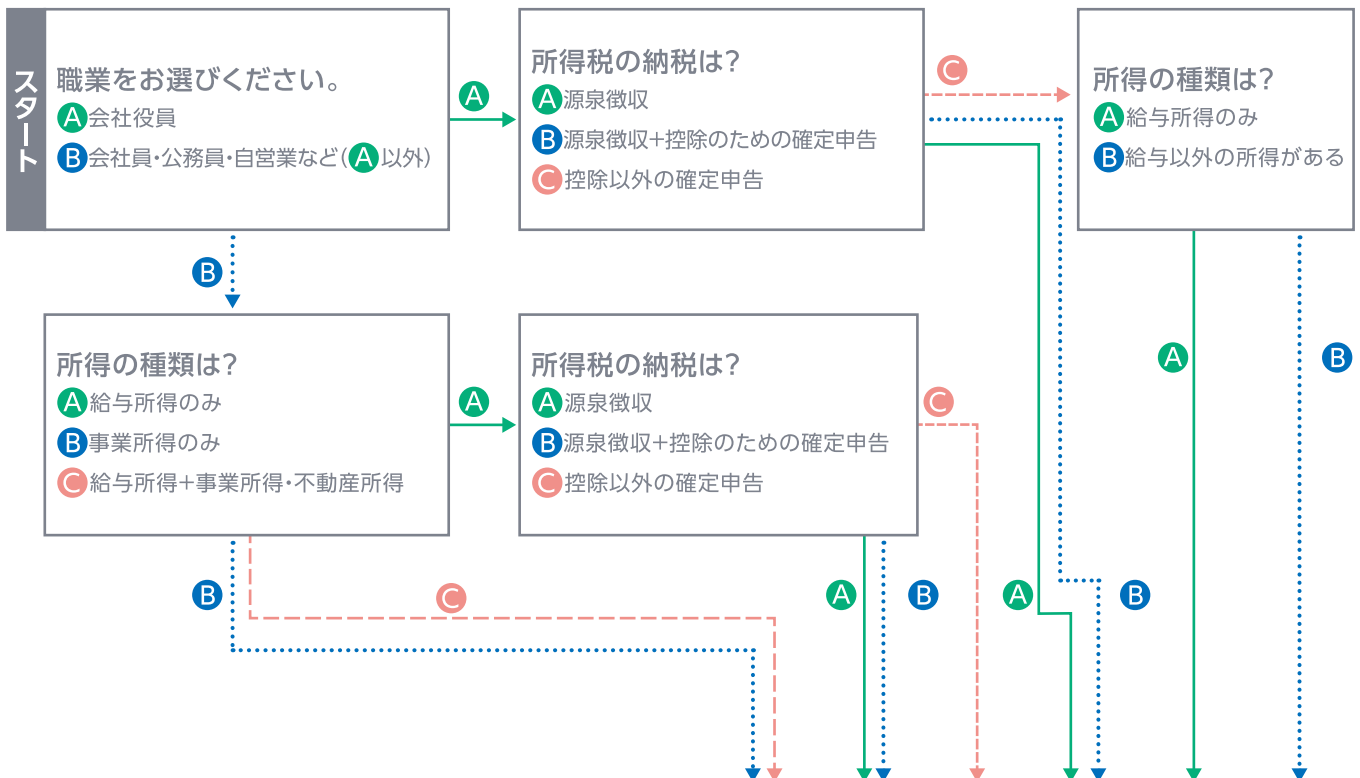 スタート
職業をお選びください。
A会社役員
B会社員・公務員・自営業など(A以外)
A
所得税の納税は?
A源泉徴収
B源泉徴収+控除のための確定申告
C控除以外の確定申告
C
所得の種類は?
A給与所得のみ
B給与以外の所得がある
B
所得の種類は?
A給与所得のみ
B事業所得のみ
C給与所得+事業所得・不動産所得
A
所得税の納税は?
A源泉徴収
B源泉徴収+控除のための確定申告
C控除以外の確定申告
C
A
B
B
C
A
B
A
B